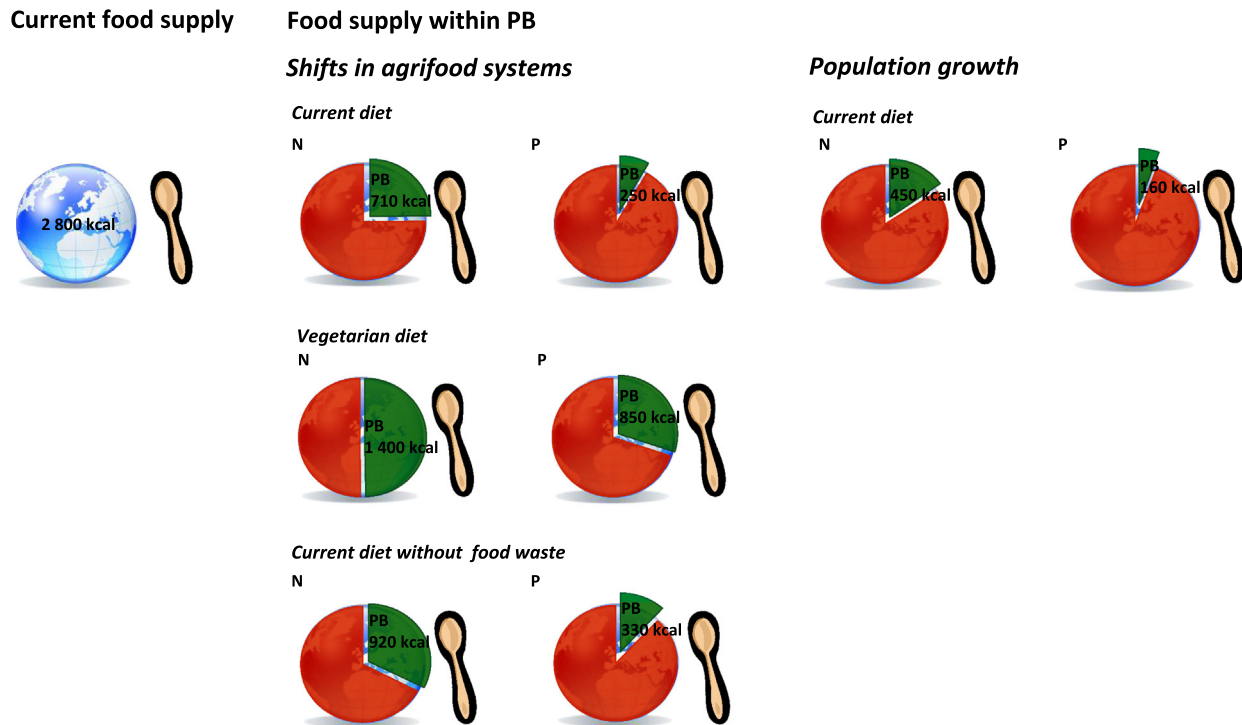 Current food supply
Food supply within PB
Shifts in agrifood systems
Population growth
Current diet
N
P
Current diet
N
P
2 800 kcal
PB
710 kcal
PB
250 kcal
PB
450 kcal
PB
160 kcal
Vegetarian diet
N
P
PB
1 400 kcal
PB
850 kcal
Current diet without food waste
N
P
PB
920 kcal
PB
330 kcal